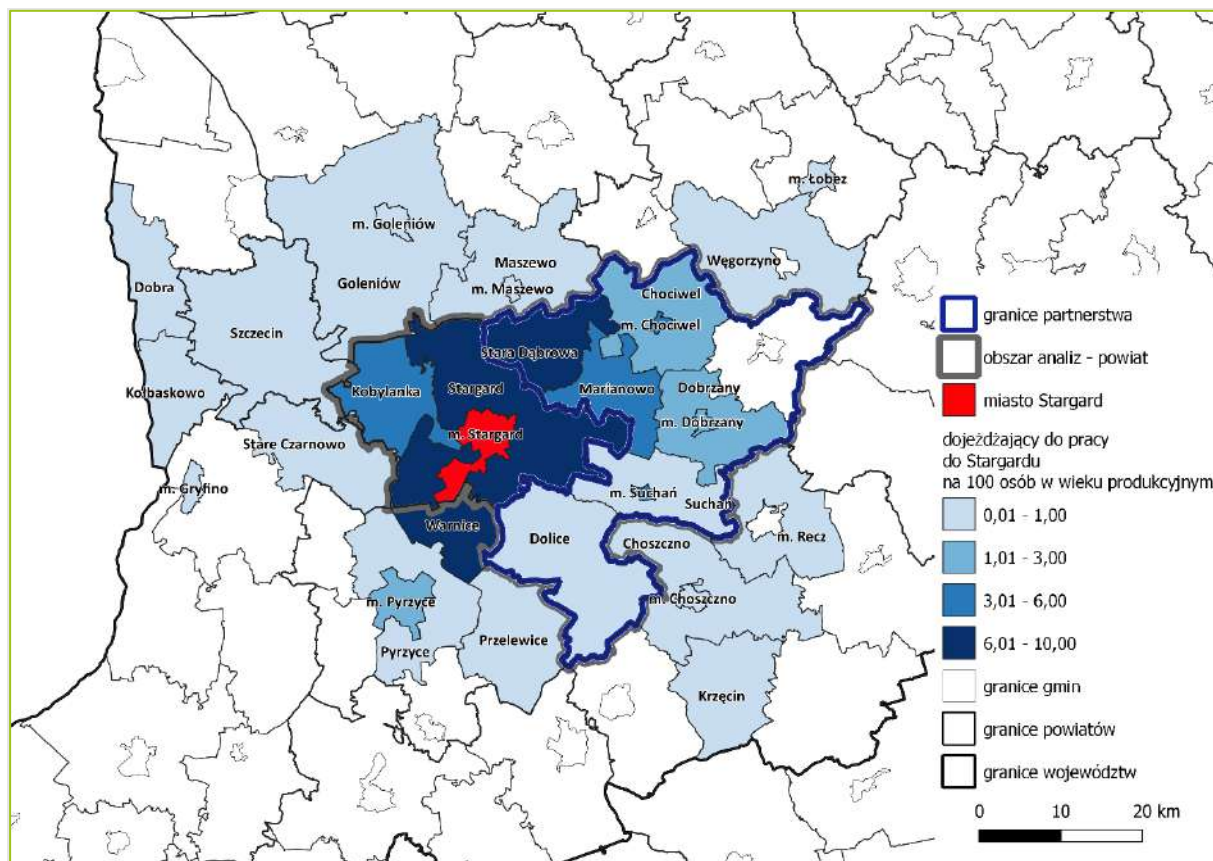 m. Łobez
m. Goleniów
Maszewo
Węgorzyno
Dobra
Goleniów
m. Maszewo
Chociwel
Szczecin
m. Chociwel
Stara Dąbrowa
Kołbaskowo
Kobylanka
Stargard
Marianowo
Dobrzany
m. Dobrzany
m. Stargard
Stare Czarnowo
m. Gryfino
m. Suchań
Suchań
Warnice
Dolice
Choszczno
m. Recz
m. Pyrzyce
m. Choszczno
Pyrzyce
Przelewice
Krzęcin
granice partnerstwa
obszar analiz - powiat
miasto Stargard
dojeżdżający do pracy
do Stargardu
na 100 osób w wieku produkcyjnym
0,01 - 1,00
1,01 - 3,00
3,01 - 6,00
6,01 - 10,00
granice gmin
granice powiatów
granice województw
0 10 20 km